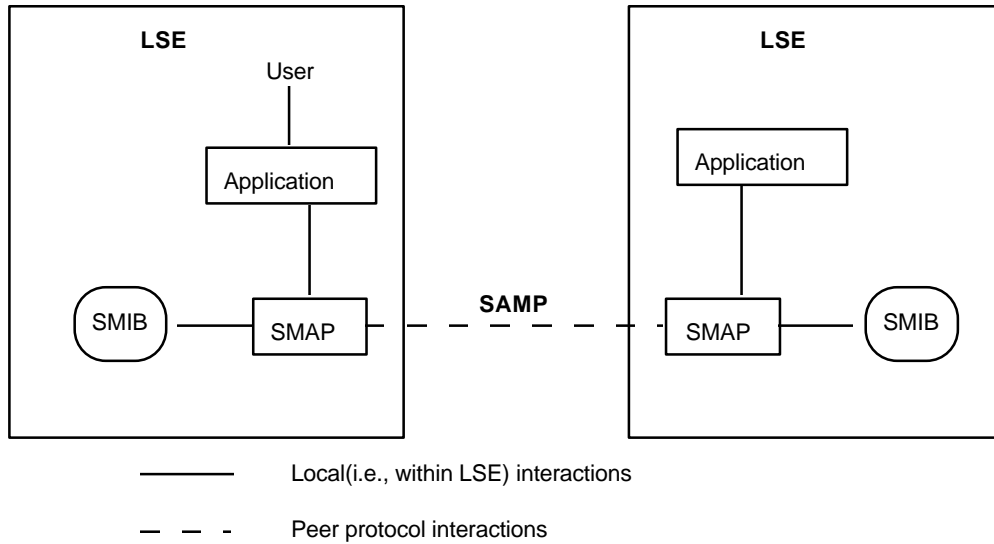 LSE
LSE
User
Application
Application
SAMP
SMIB
SMAP
SMAP
SMIB
Local(i.e., within LSE) interactions
Peer protocol interactions